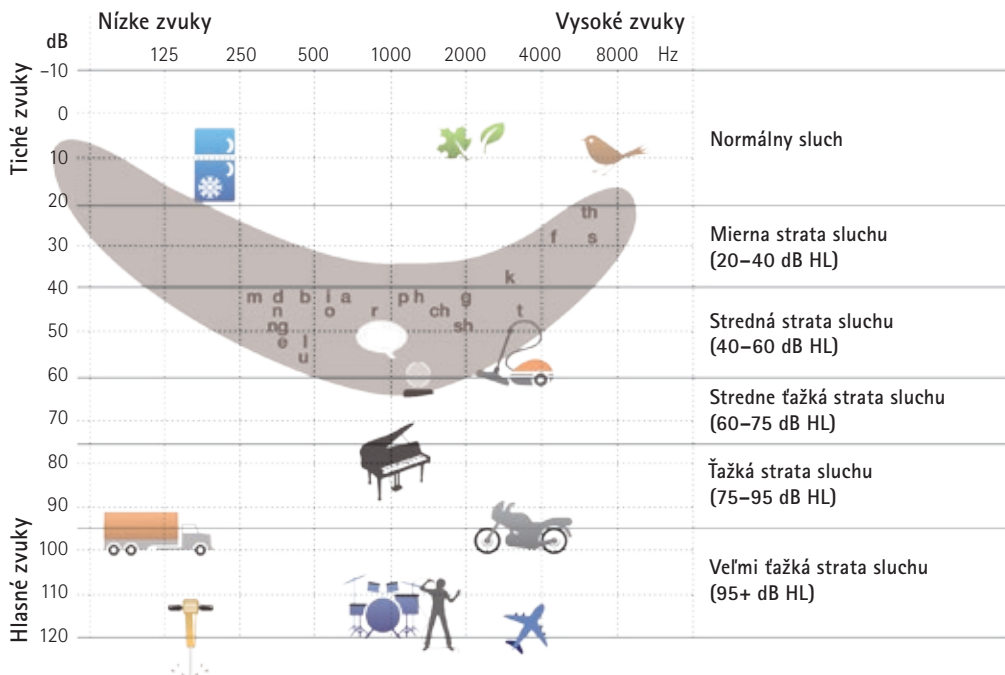 Nízke zvuky Vysoké zvuky
dB 125 250 500 1000 2000 4000 8000 Hz
Tiché zvuky
Hlasné zvuky
–10
0
10
20
30
40
50
60
70
80
90
100
110
120
th
f s
k
m d b i a p h g
n o r ch t
ng sh
e l
u
Normálny sluch
Mierna strata sluchu
(20–40 dB HL)
Stredná strata sluchu
(40–60 dB HL)
Stredne ťažká strata sluchu
(60–75 dB HL)
Ťažká strata sluchu
(75–95 dB HL)
Veľmi ťažká strata sluchu
(95+ dB HL)